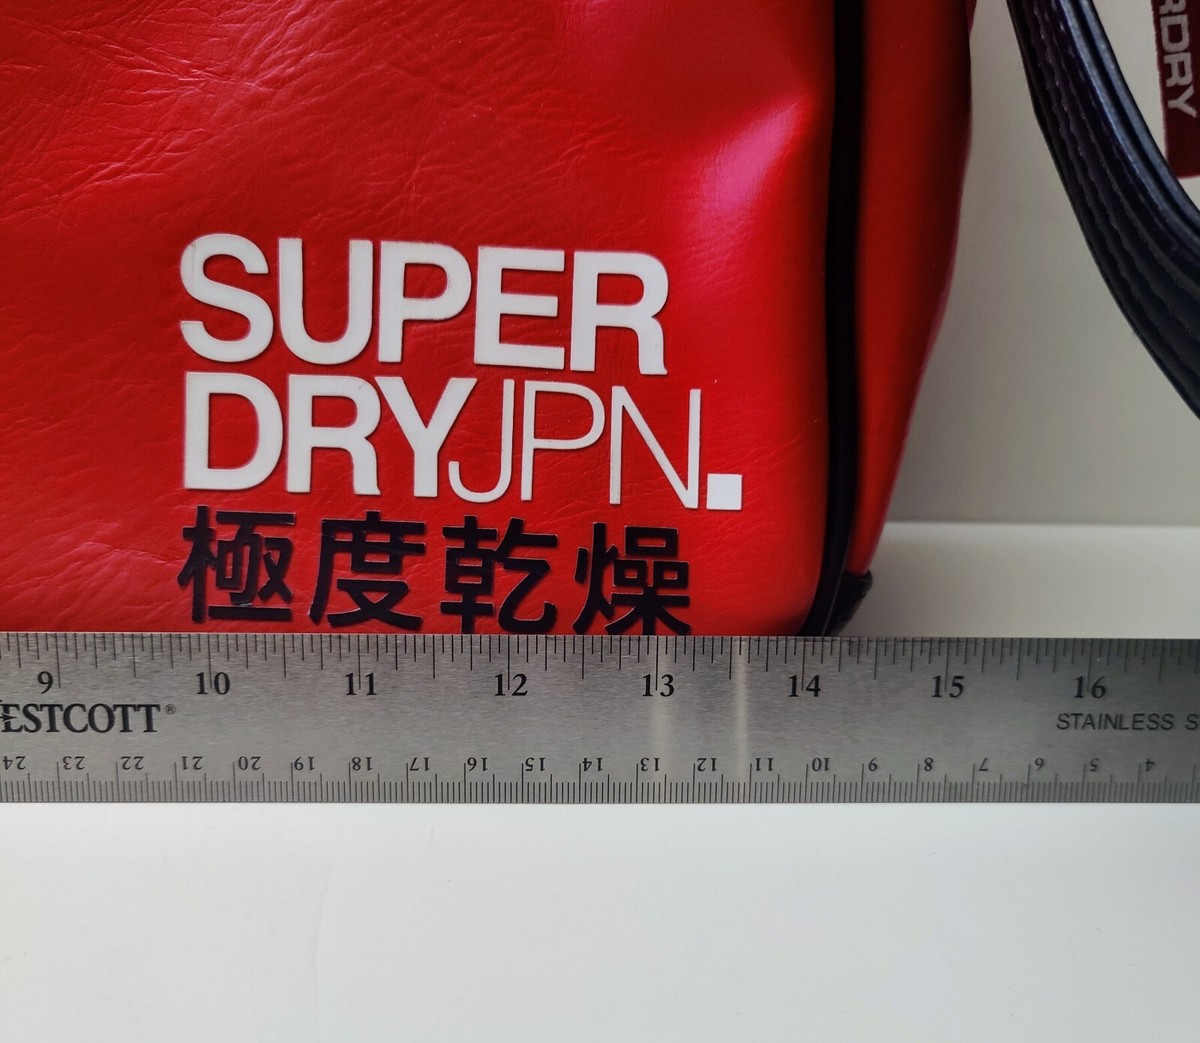 RDRY
SUPER
DRYJPN.
極度乾燥
9 10 11 12 13 14 15 16
ESTCOTT® STAINLESS S
24 23 22 21 20 19 18 17 16 15 14 13 12 11 10 9 8 7 6 5 4